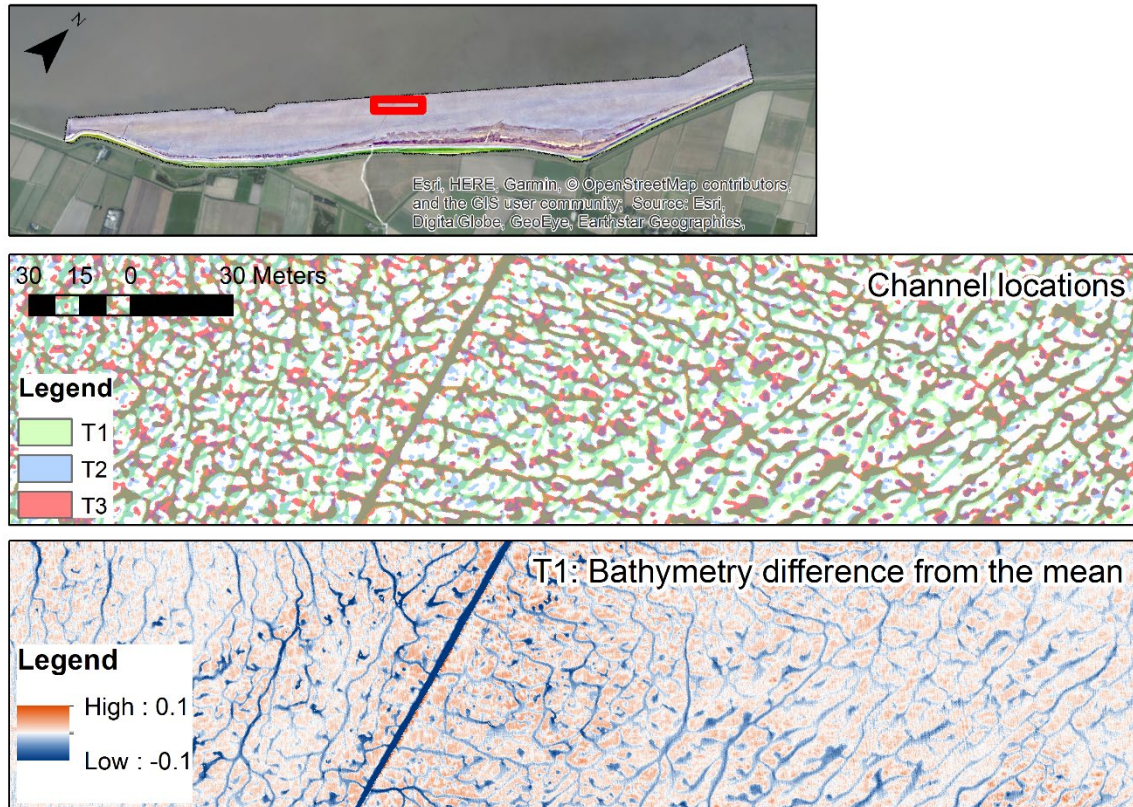 N
Esri, HERE, Garmin, © OpenStreetMap contributors,
and the GIS user community; Source: Esri,
DigitalGlobe, GeoEye, Earthstar Geographics,
30 15 0 30 Meters
Channel locations
Legend
T1
T2
T3
T1: Bathymetry difference from the mean
Legend
High : 0.1
Low : -0.1